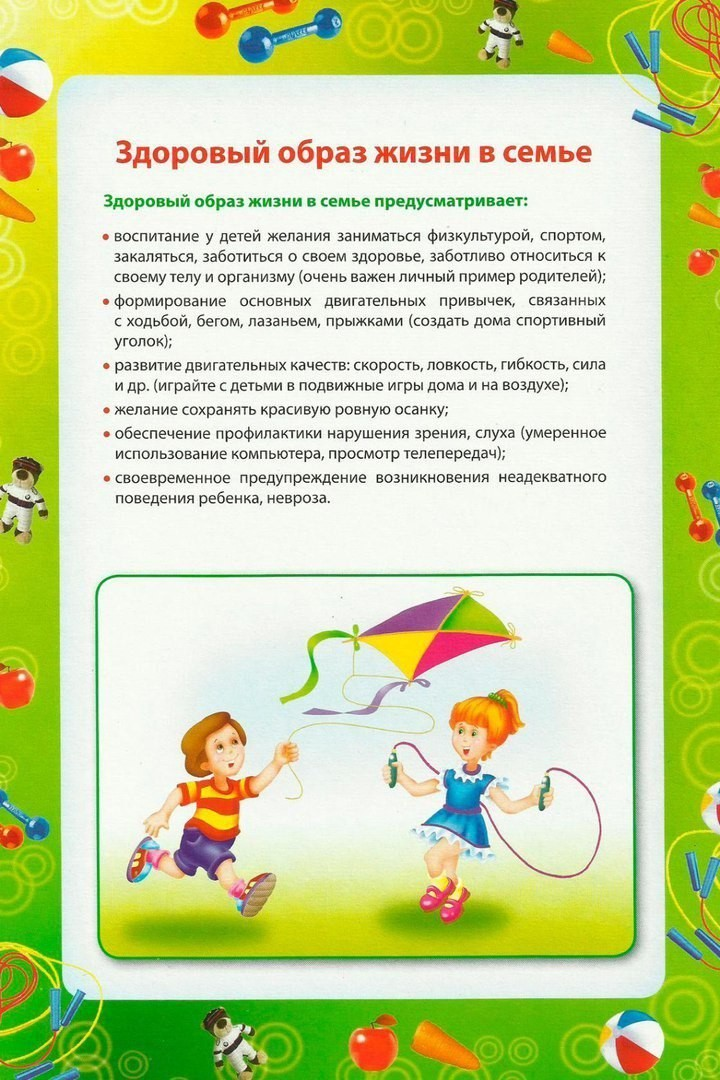 Здоровый образ жизни в семье
Здоровый образ жизни в семье предусматривает:
• воспитание у детей желания заниматься физкультурой, спортом,
закаляться, заботиться о своем здоровье, заботливо относиться к
своему телу и организму (очень важен личный пример родителей);
• формирование основных двигательных привычек, связанных
с ходьбой, бегом, лазаньем, прыжками (создать дома спортивный
уголок);
• развитие двигательных качеств: скорость, ловкость, гибкость, сила
и др. (играйте с детьми в подвижные игры дома и на воздухе);
• желание сохранять красивую ровную осанку;
• обеспечение профилактики нарушения зрения, слуха (умеренное
использование компьютера, просмотр телепередач);
• своевременное предупреждение возникновения неадекватного
поведения ребенка, невроза.